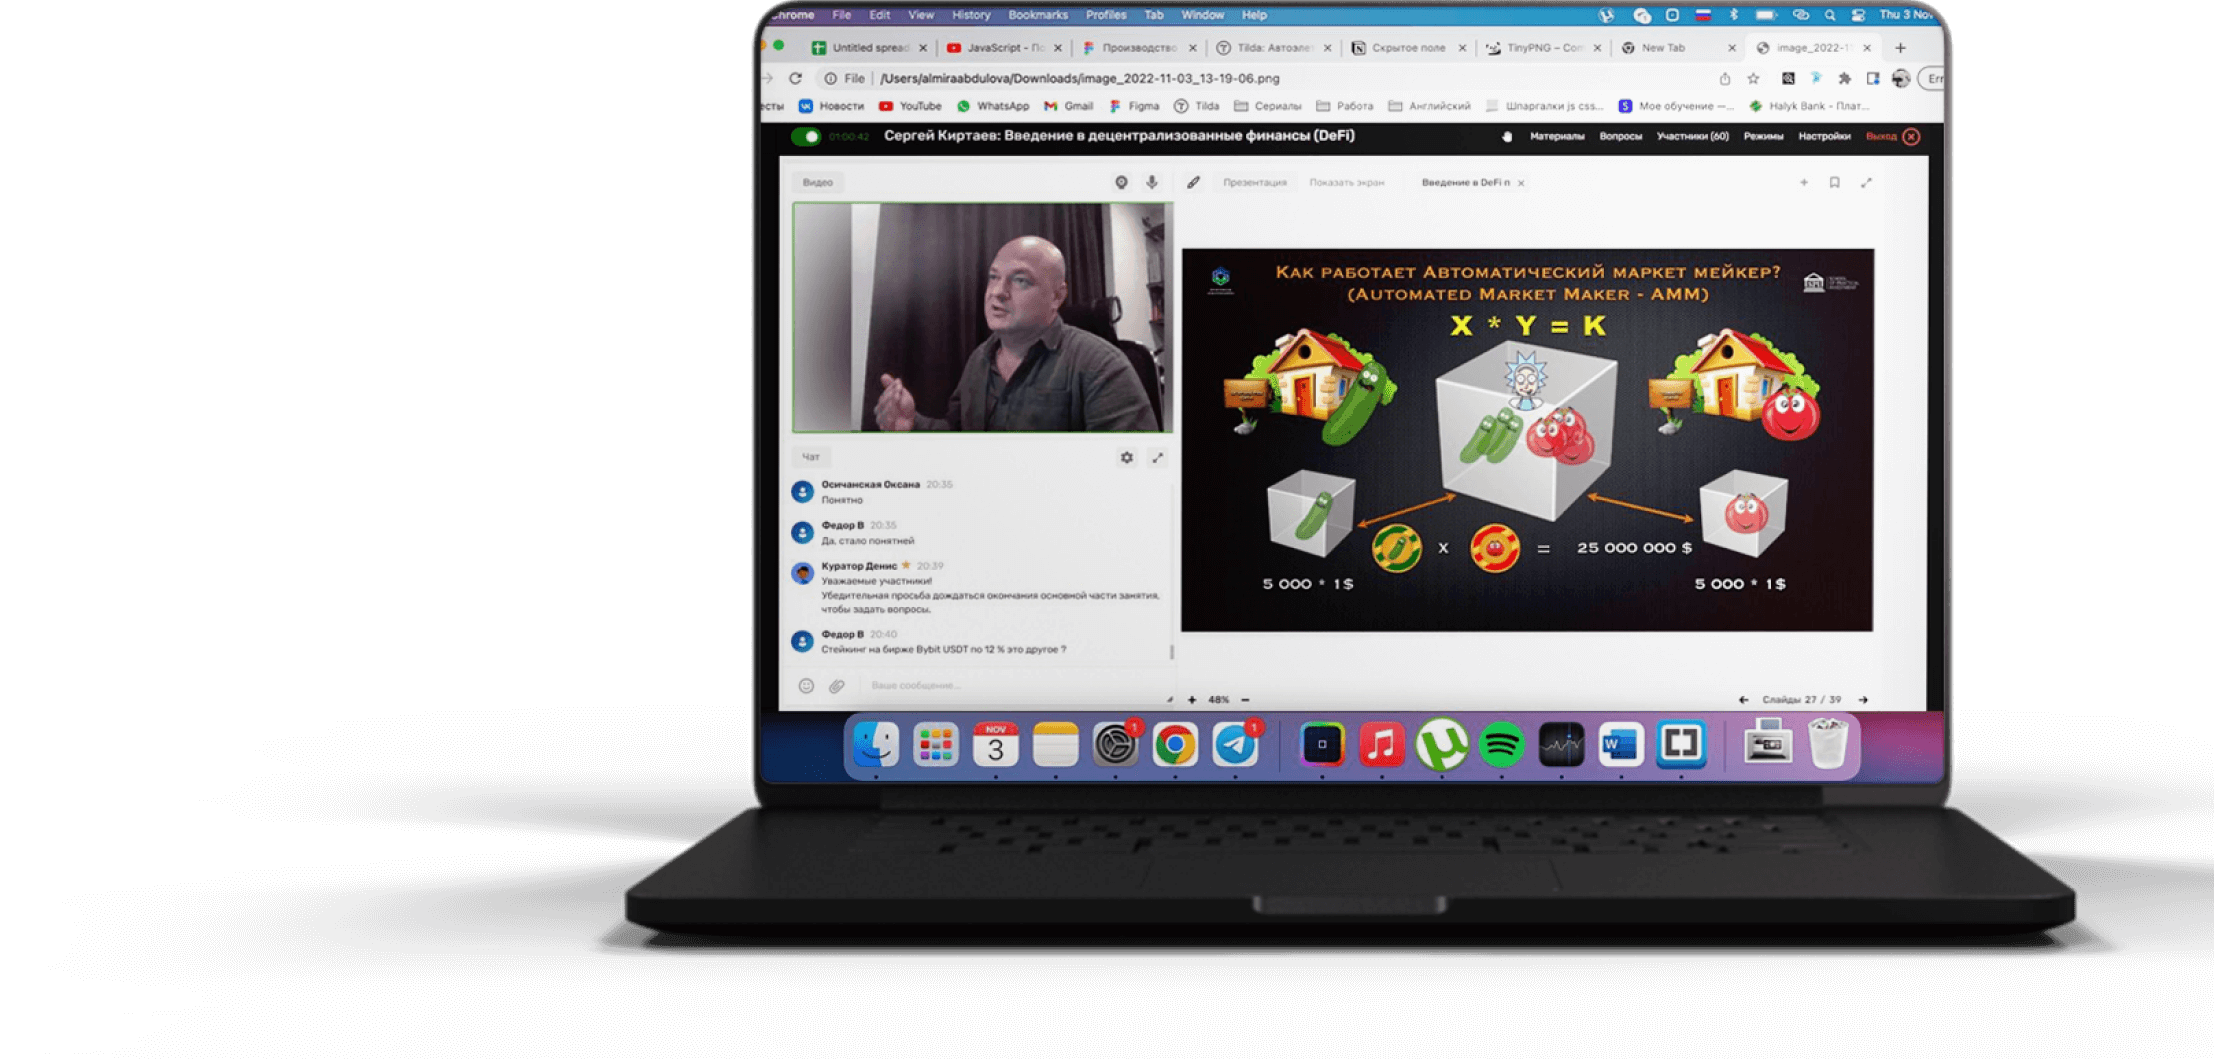 Chrome File Edit View History Bookmarks Profiles Tab Window Help Thu 3 Nov
Untitled spread JavaScript - По Производство Tilda: Автоапе Скрытое поле TinyPNG – Com New Tab image_2022-1
File /Users/almiraabdulova/Downloads/image_2022-11-03_13-19-06.png Err
есты Новости YouTube WhatsApp Gmail Figma Tilda Сериалы Работа Английский Шпаргалки js css... Мое обучение —... Halyk Bank - Плат...
01:00:42 Сергей Киртаев: Введение в децентрализованные финансы (DeFi) Материалы Вопросы Участники (60) Режимы Настройки Выход
Видео
Презентация Показать экран Введение в DeFi п
Как работает Автоматический маркет мейкер?
(Automated Market Maker - AMM)
X * Y = K
x = 25 000 000 $
5 000 * 1$
5 000 * 1$
Чат
Осичанская Оксана 20:35
Понятно
Федор В 20:35
Да, стало понятней
Куратор Денис 20:39
Уважаемые участники!
Убедительная просьба дождаться окончания основной части занятия,
чтобы задать вопросы.
Федор В 20:40
Стейкинг на бирже Bybit USDT по 12 % это другое ?
Ваше сообщение...
+ 48% −
Слайды 27 / 39
NOV
3
1
1
W